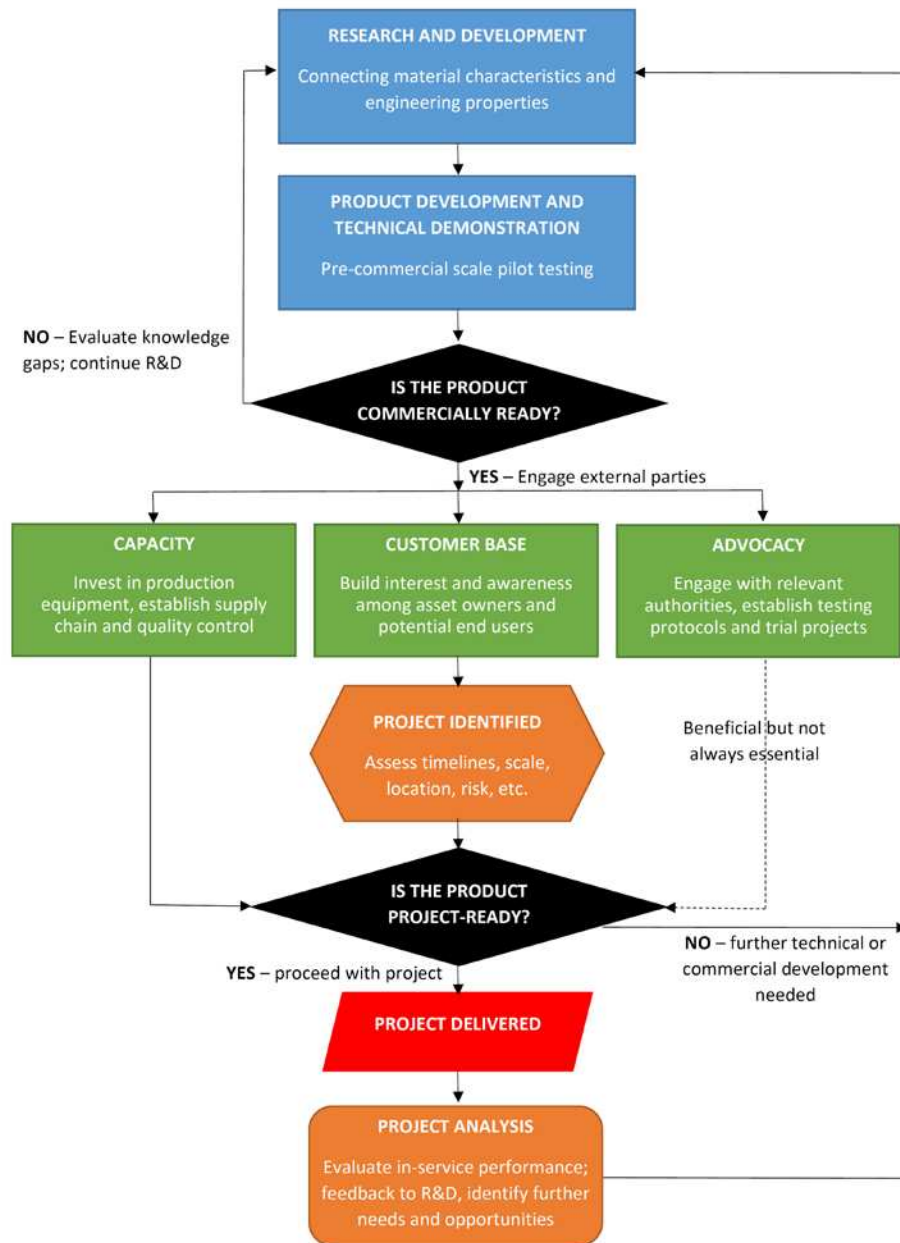 RESEARCH AND DEVELOPMENT
Connecting material characteristics and
engineering properties
PRODUCT DEVELOPMENT AND
TECHNICAL DEMONSTRATION
Pre-commercial scale pilot testing
NO – Evaluate knowledge
gaps; continue R&D
IS THE PRODUCT
COMMERCIALLY READY?
YES – Engage external parties
CAPACITY
Invest in production
equipment, establish supply
chain and quality control
CUSTOMER BASE
Build interest and awareness
among asset owners and
potential end users
ADVOCACY
Engage with relevant
authorities, establish testing
protocols and trial projects
PROJECT IDENTIFIED
Assess timelines, scale,
location, risk, etc.
Beneficial but not
always essential
IS THE PRODUCT
PROJECT-READY?
NO – further technical or
commercial development
needed
YES – proceed with project
PROJECT DELIVERED
PROJECT ANALYSIS
Evaluate in-service performance;
feedback to R&D, identify further
needs and opportunities